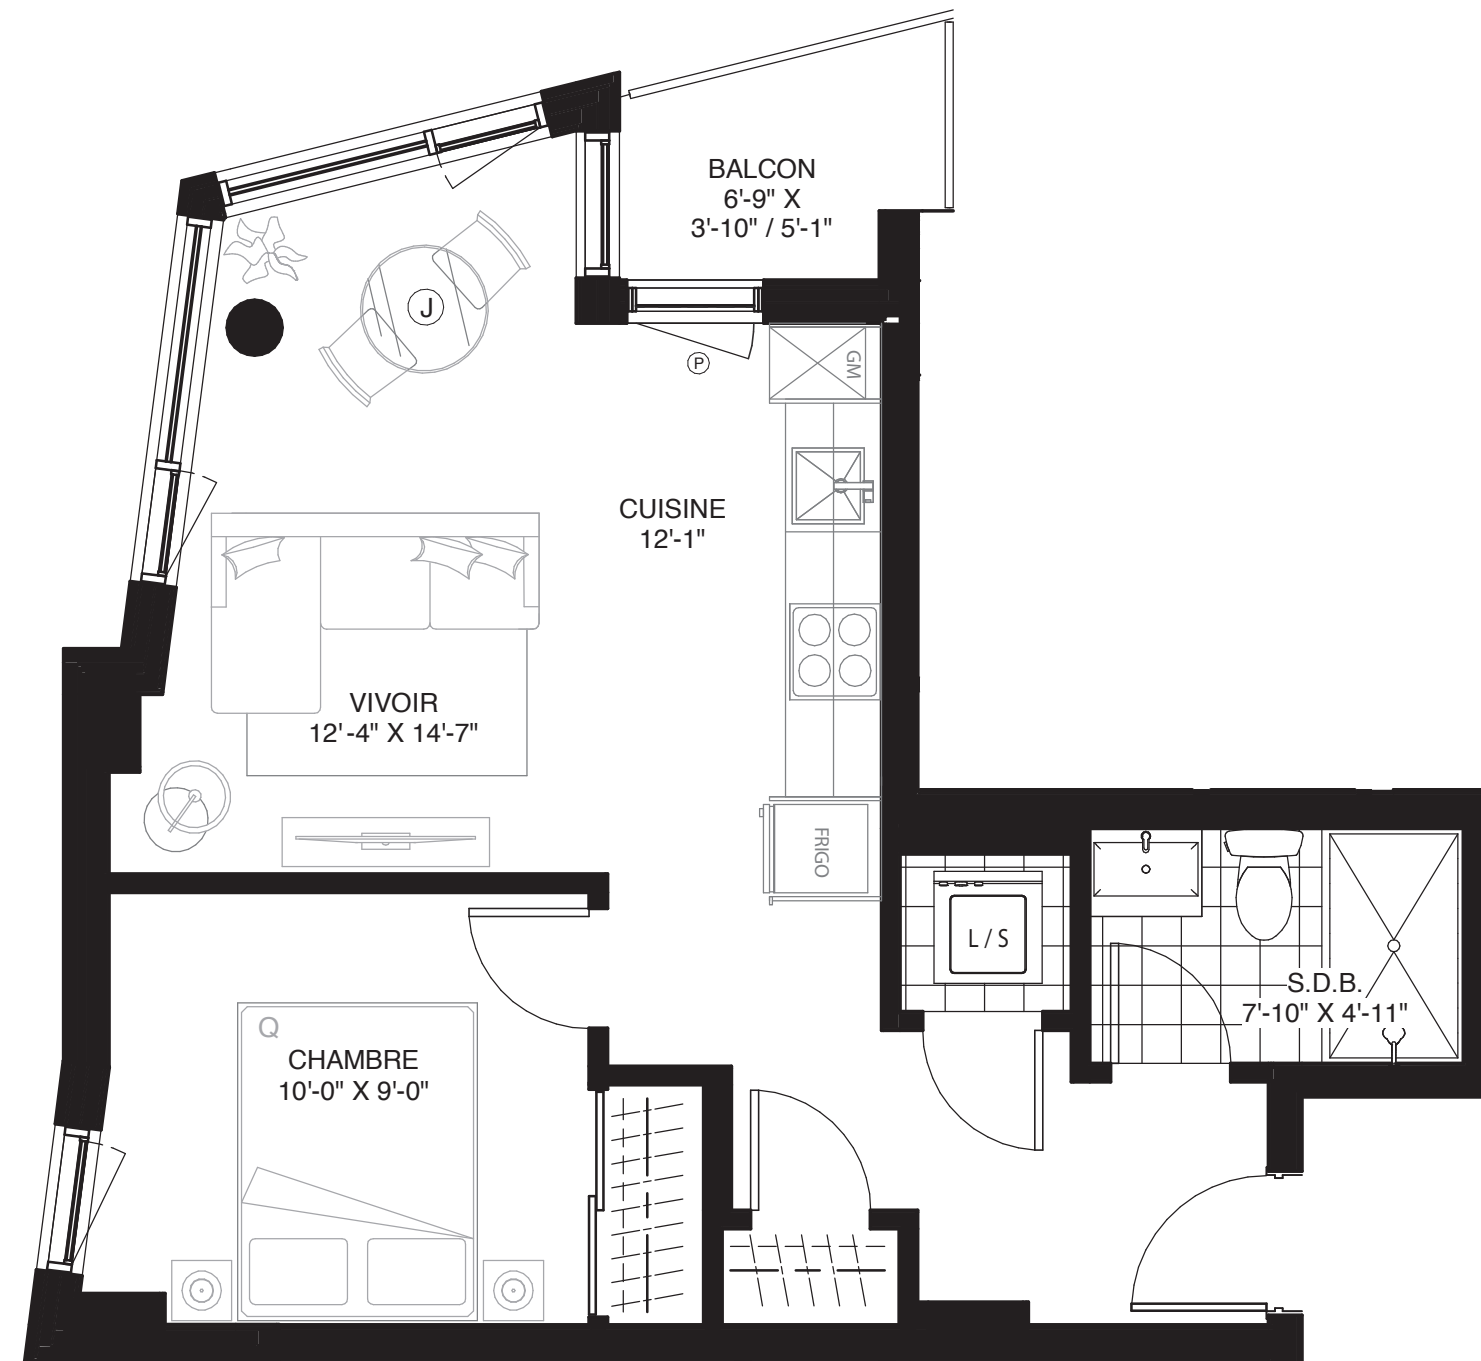 BALCON
6'-9" X
3'-10" / 5'-1"
J
P
GM
CUISINE
12'-1"
VIVOIR
12'-4" X 14'-7"
FRIGO
L / S
S.D.B.
7'-10" X 4'-11"
Q
CHAMBRE
10'-0" X 9'-0"